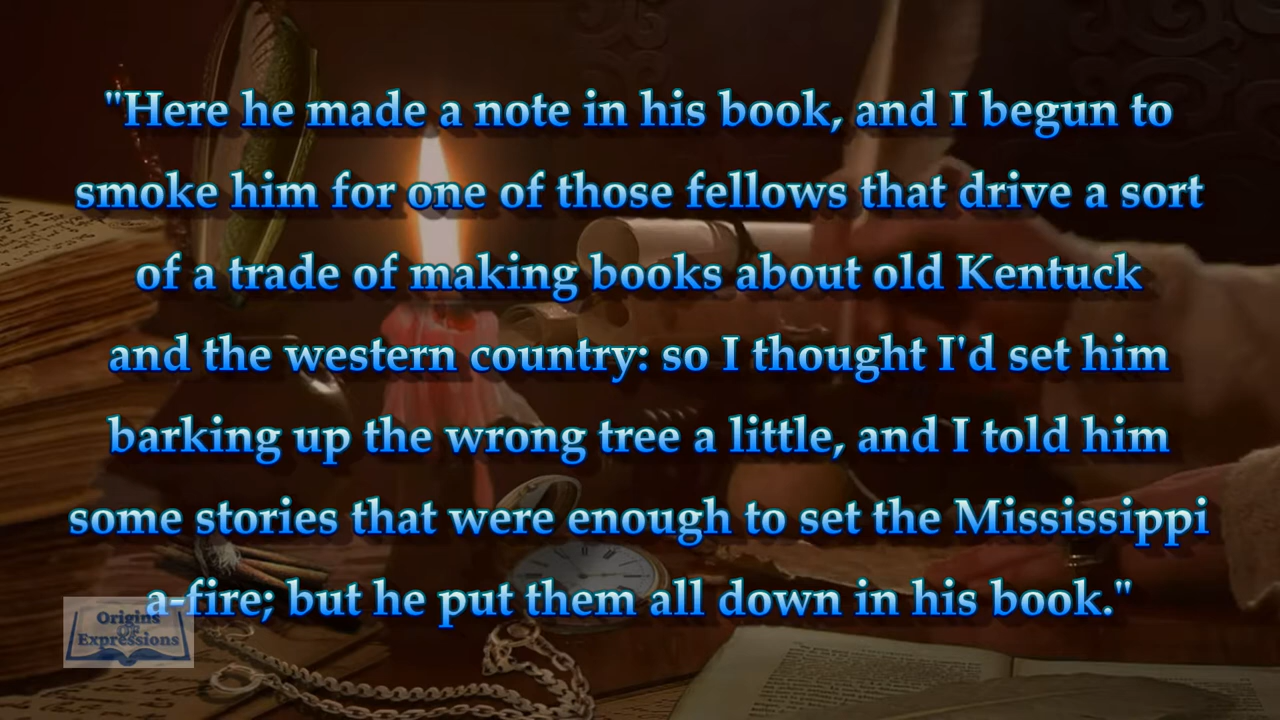 "Here he made a note in his book, and I begun to
smoke him for one of those fellows that drive a sort
of a trade of making books about old Kentuck
and the western country: so I thought I'd set him
barking up the wrong tree a little, and I told him
some stories that were enough to set the Mississippi
a-fire; but he put them all down in his book."
Origins
OF
Expressions